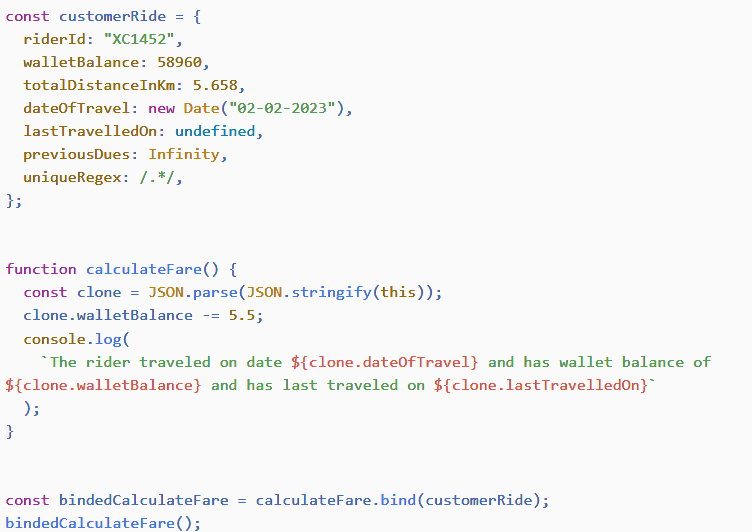 const customerRide = {
  riderId: "XC1452",
  walletBalance: 58960,
  totalDistanceInKm: 5.658,
  dateOfTravel: new Date("02-02-2023"),
  lastTravelledOn: undefined,
  previousDues: Infinity,
  uniqueRegex: /.*/,
};
function calculateFare() {
  const clone = JSON.parse(JSON.stringify(this));
  clone.walletBalance -= 5.5;
  console.log(
    `The rider traveled on date ${clone.dateOfTravel} and has wallet balance of
${clone.walletBalance} and has last traveled on ${clone.lastTravelledOn}`
  );
}
const bindedCalculateFare = calculateFare.bind(customerRide);
bindedCalculateFare();